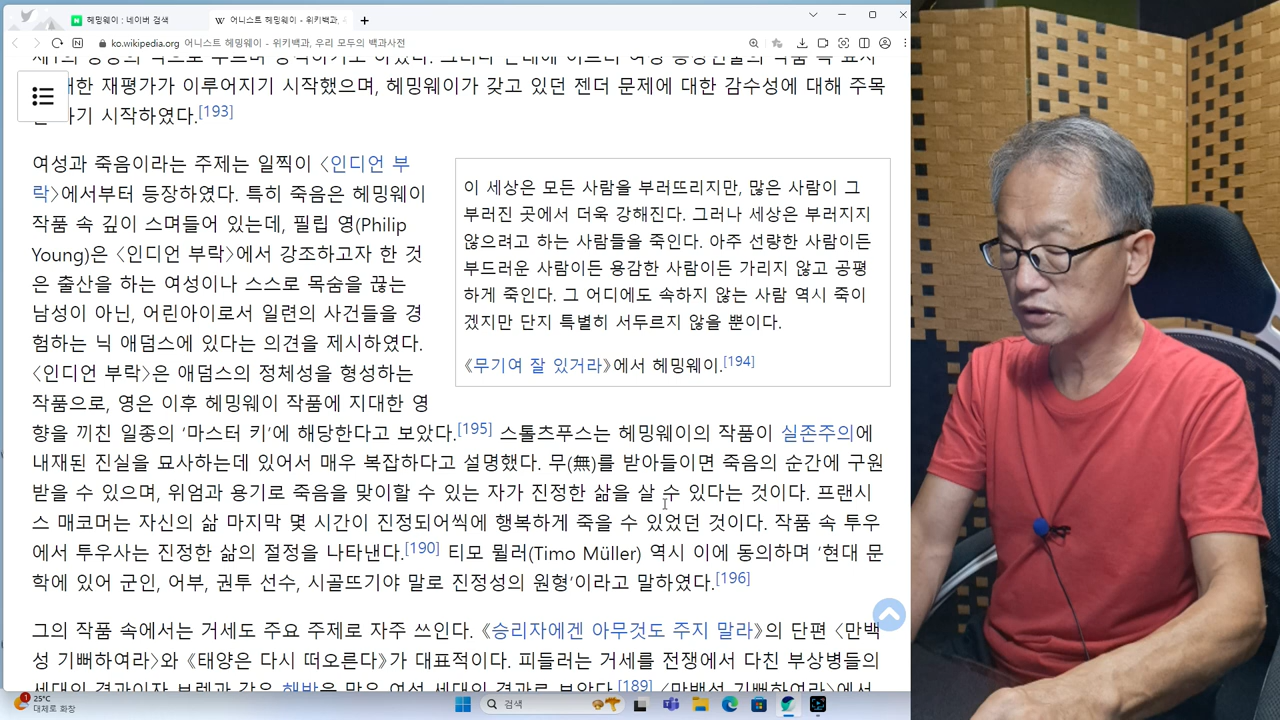 헤밍웨이 : 네이버 검색
어니스트 헤밍웨이 - 위키백과,
ko.wikipedia.org 어니스트 헤밍웨이 - 위키백과, 우리 모두의 백과사전
한 재평가가 이루어지기 시작했으며, 헤밍웨이가 갖고 있던 젠더 문제에 대한 감수성에 대해 주목
하기 시작하였다.[193]
여성과 죽음이라는 주제는 일찍이 〈인디언 부
락〉에서부터 등장하였다. 특히 죽음은 헤밍웨이
작품 속 깊이 스며들어 있는데, 필립 영(Philip
Young)은 〈인디언 부락〉에서 강조하고자 한 것
은 출산을 하는 여성이나 스스로 목숨을 끊는
남성이 아닌, 어린아이로서 일련의 사건들을 경
험하는 닉 애덤스에 있다는 의견을 제시하였다.
〈인디언 부락〉은 애덤스의 정체성을 형성하는
작품으로, 영은 이후 헤밍웨이 작품에 지대한 영
향을 끼친 일종의 ‘마스터 키’에 해당한다고 보았다.[195] 스톨츠푸스는 헤밍웨이의 작품이 실존주의에
내재된 진실을 묘사하는데 있어서 매우 복잡하다고 설명했다. 무(無)를 받아들이면 죽음의 순간에 구원
받을 수 있으며, 위엄과 용기로 죽음을 맞이할 수 있는 자가 진정한 삶을 살 수 있다는 것이다. 프랜시
스 매코머는 자신의 삶 마지막 몇 시간이 진정되어씩에 행복하게 죽을 수 있었던 것이다. 작품 속 투우
에서 투우사는 진정한 삶의 절정을 나타낸다.[190] 티모 뮐러(Timo Müller) 역시 이에 동의하며 ‘현대 문
학에 있어 군인, 어부, 권투 선수, 시골뜨기야 말로 진정성의 원형’이라고 말하였다.[196]
이 세상은 모든 사람을 부러뜨리지만, 많은 사람이 그
부러진 곳에서 더욱 강해진다. 그러나 세상은 부러지지
않으려고 하는 사람들을 죽인다. 아주 선량한 사람이든
부드러운 사람이든 용감한 사람이든 가리지 않고 공평
하게 죽인다. 그 어디에도 속하지 않는 사람 역시 죽이
겠지만 단지 특별히 서두르지 않을 뿐이다.
《무기여 잘 있거라》에서 헤밍웨이.[194]
그의 작품 속에서는 거세도 주요 주제로 자주 쓰인다. 《승리자에겐 아무것도 주지 말라》의 단편 〈만백
성 기뻐하여라〉와 《태양은 다시 떠오른다》가 대표적이다. 피들러는 거세를 전쟁에서 다친 부상병들의
25°C
대체로 화창
검색